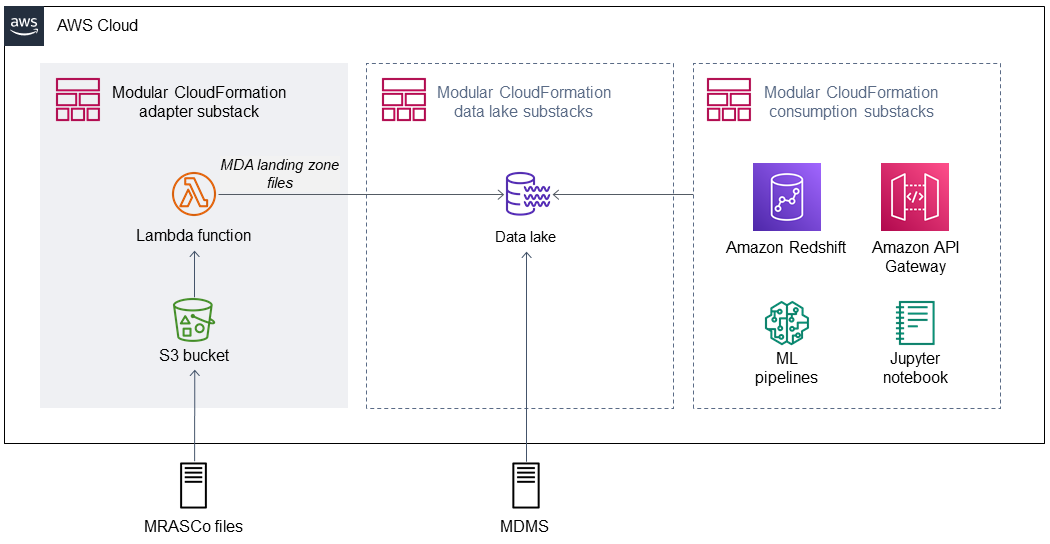 aws
AWS Cloud
Modular CloudFormation
adapter substack
MDA landing zone
files
Lambda function
S3 bucket
Modular CloudFormation
data lake substacks
Data lake
Modular CloudFormation
consumption substacks
Amazon Redshift
Amazon API
Gateway
ML
pipelines
Jupyter
notebook
MRASCo files
MDMS